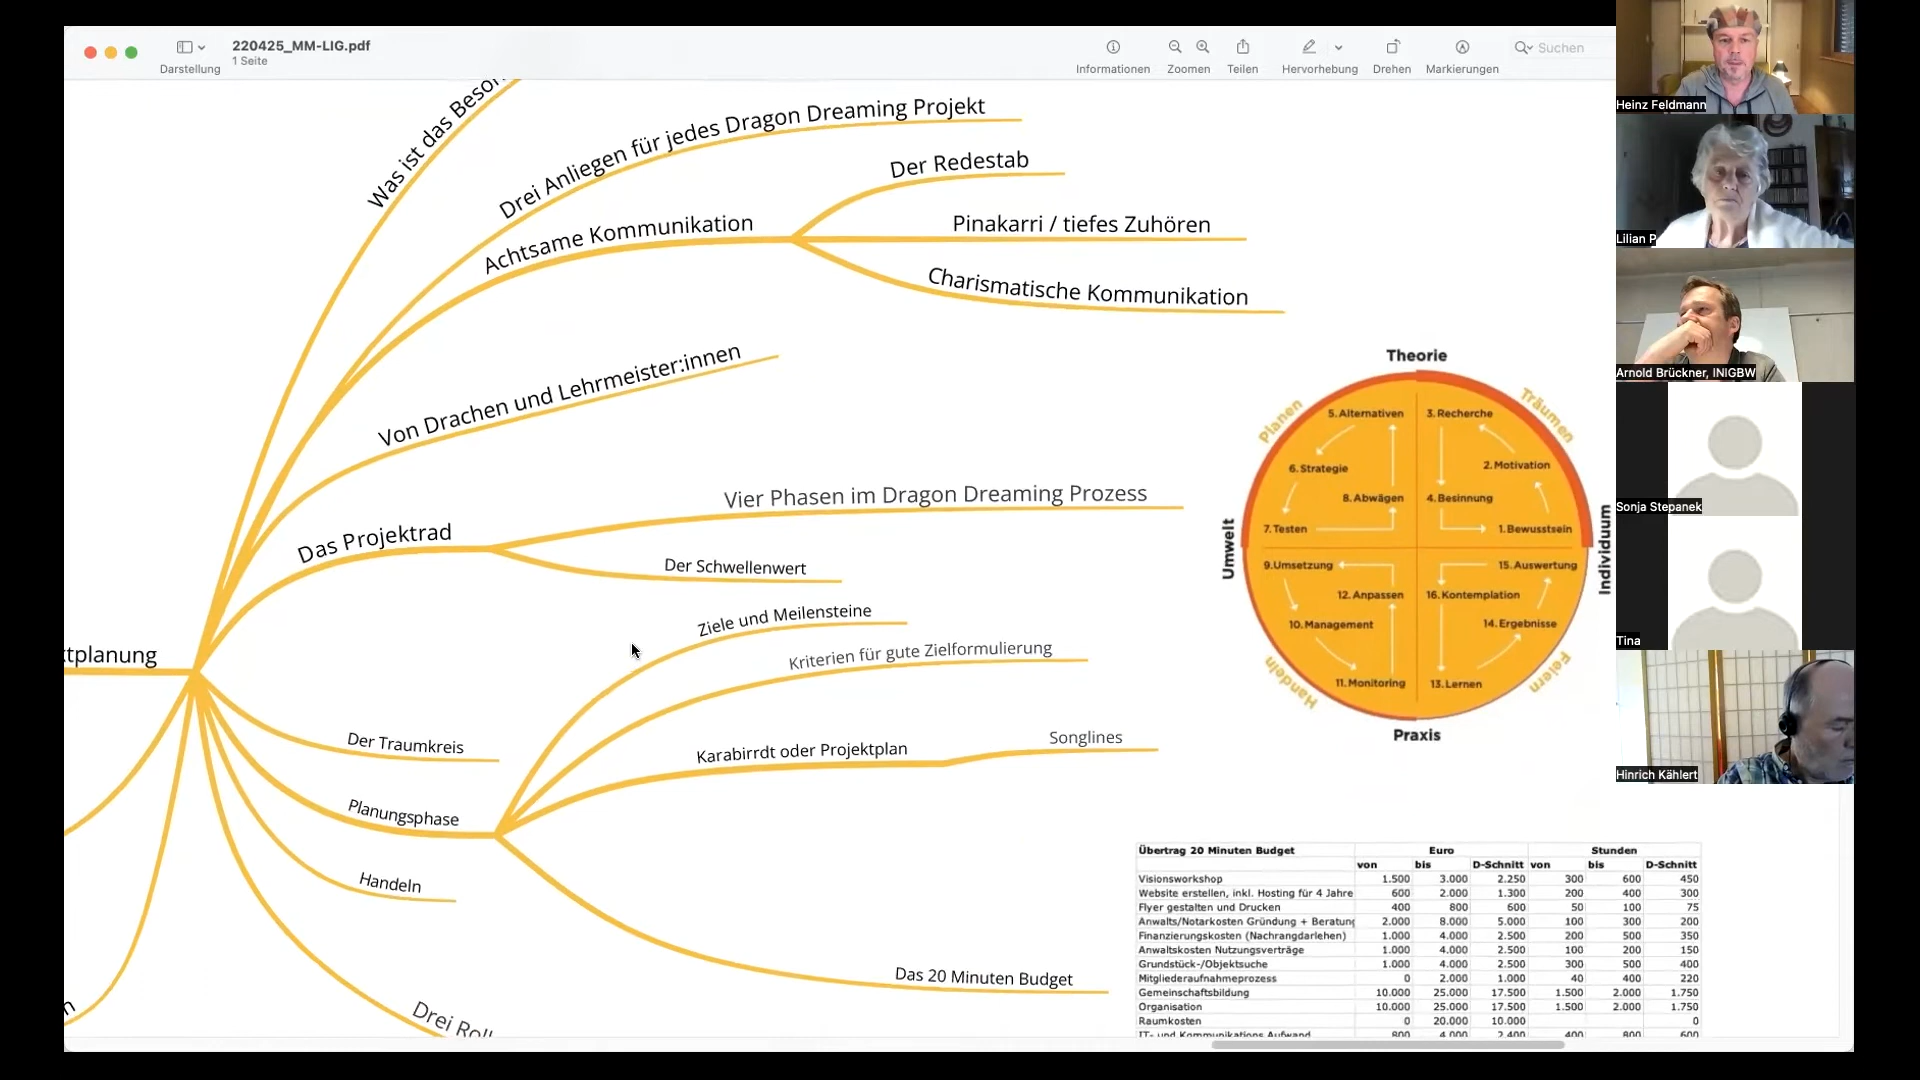 220425_MM-LIG.pdf
1 Seite
Darstellung
Informationen
Zoomen
Teilen
Hervorhebung
Drehen
Markierungen
Suchen
Was ist das
Drei Anliegen für jedes Dragon Dreaming Projekt
Achtsame Kommunikation
Der Redestab
Pinakarri / tiefes Zuhören
Charismatische Kommunikation
Von Drachen und Lehrmeister:innen
Das Projektrad
Vier Phasen im Dragon Dreaming Prozess
Der Schwellenwert
ktplanung
Der Traumkreis
Planungsphase
Ziele und Meilensteine
Kriterien für gute Zielformulierung
Karabirrdt oder Projektplan
Songlines
Das 20 Minuten Budget
Handeln
Drei
Theorie
Planen
Träumen
5. Alternativen
3. Recherche
6. Strategie
2. Motivation
8. Abwägen
4. Besinnung
7. Testen
1. Bewusstsein
Umwelt
Individuum
9. Umsetzung
15. Auswertung
12. Anpassen
16. Kontemplation
10. Management
14. Ergebnisse
11. Monitoring
13. Lernen
Handeln
Feiern
Praxis
Übertrag 20 Minuten Budget Euro Stunden
von bis D-Schnitt von bis D-Schnitt
Visionsworkshop 1.500 3.000 2.250 300 600 450
Website erstellen, inkl. Hosting für 4 Jahre 600 2.000 1.300 200 400 300
Flyer gestalten und Drucken 400 800 600 50 100 75
Anwalts/Notarkosten Gründung + Beratung 2.000 8.000 5.000 100 300 200
Finanzierungskosten (Nachrangdarlehen) 1.000 4.000 2.500 200 500 350
Anwaltskosten Nutzungsverträge 1.000 4.000 2.500 100 200 150
Grundstück-/Objektsuche 1.000 4.000 2.500 300 500 400
Mitgliederaufnahmeprozess 0 2.000 1.000 40 400 220
Gemeinschaftsbildung 10.000 25.000 17.500 1.500 2.000 1.750
Organisation 10.000 25.000 17.500 1.500 2.000 1.750
Raumkosten 0 20.000 10.000 0
IT- und Kommunikations Aufwand 800 4.000 2.400 400 800 600
Heinz Feldmann
Lilian P
Arnold Brückner, INIGBW
Sonja Stepanek
Tina
Hinrich Kählert